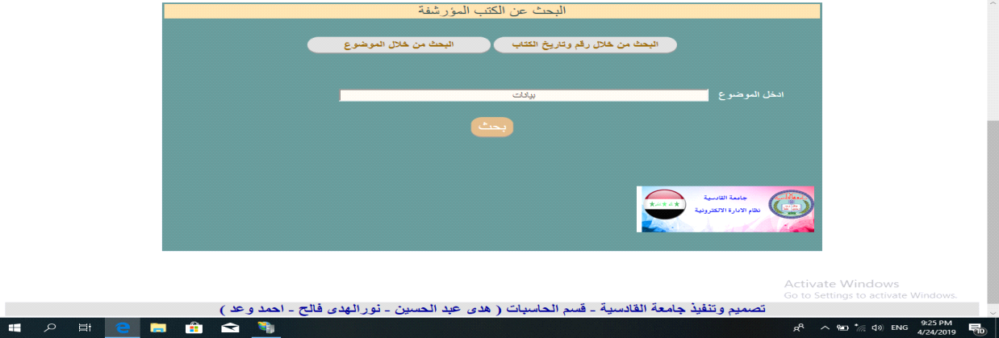 البحث عن الكتب المؤرشفة
البحث من خلال رقم وتاريخ الكتاب
البحث من خلال الموضوع
ادخل الموضوع
بيانات
بحث
جامعة القادسية
نظام الادارة الالكترونية
Activate Windows
Go to Settings to activate Windows.
تصميم وتنفيذ جامعة القادسية - قسم الحاسبات ( هدى عبد الحسين - نورالهدى فالح - احمد وعد )
ENG
9:25 PM
4/24/2019
10